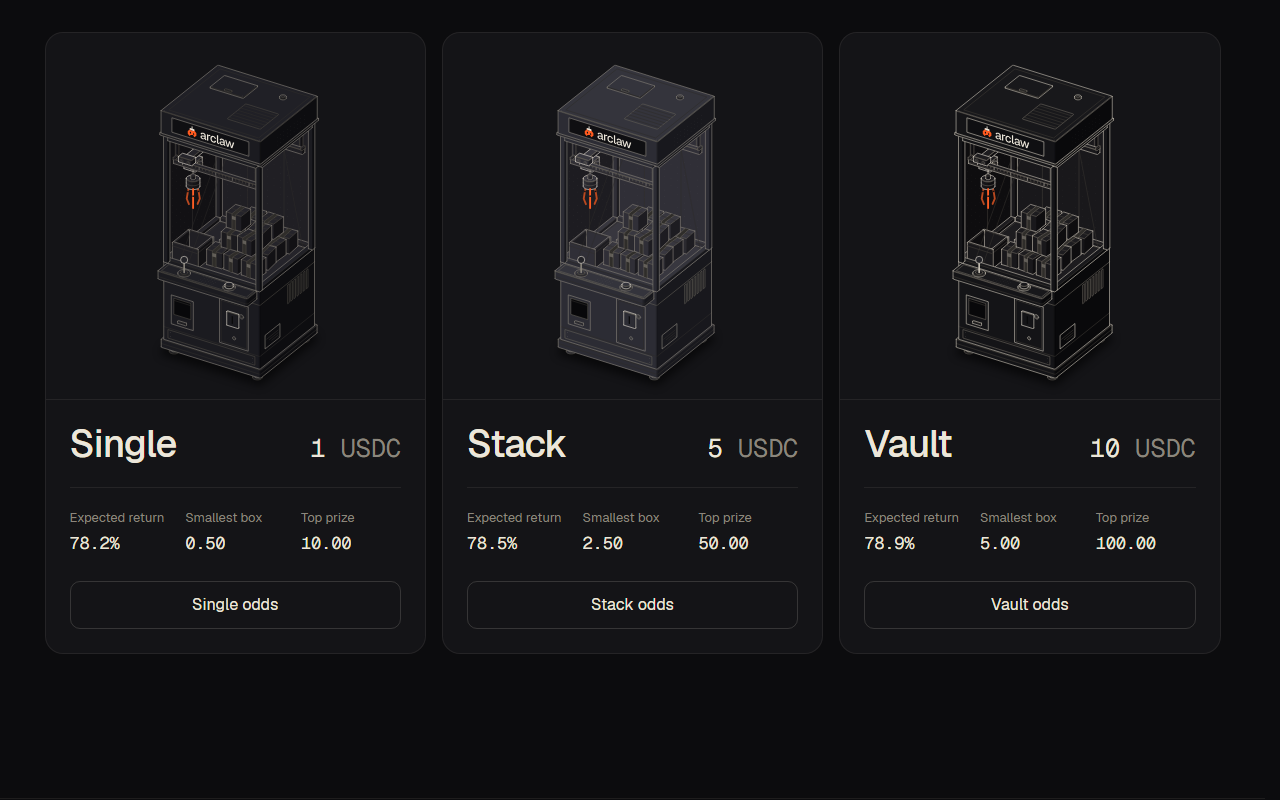 arclaw
arclaw
arclaw
Single
1 USDC
Expected return
Smallest box
Top prize
78.2%
0.50
10.00
Single odds
Stack
5 USDC
Expected return
Smallest box
Top prize
78.5%
2.50
50.00
Stack odds
Vault
10 USDC
Expected return
Smallest box
Top prize
78.9%
5.00
100.00
Vault odds